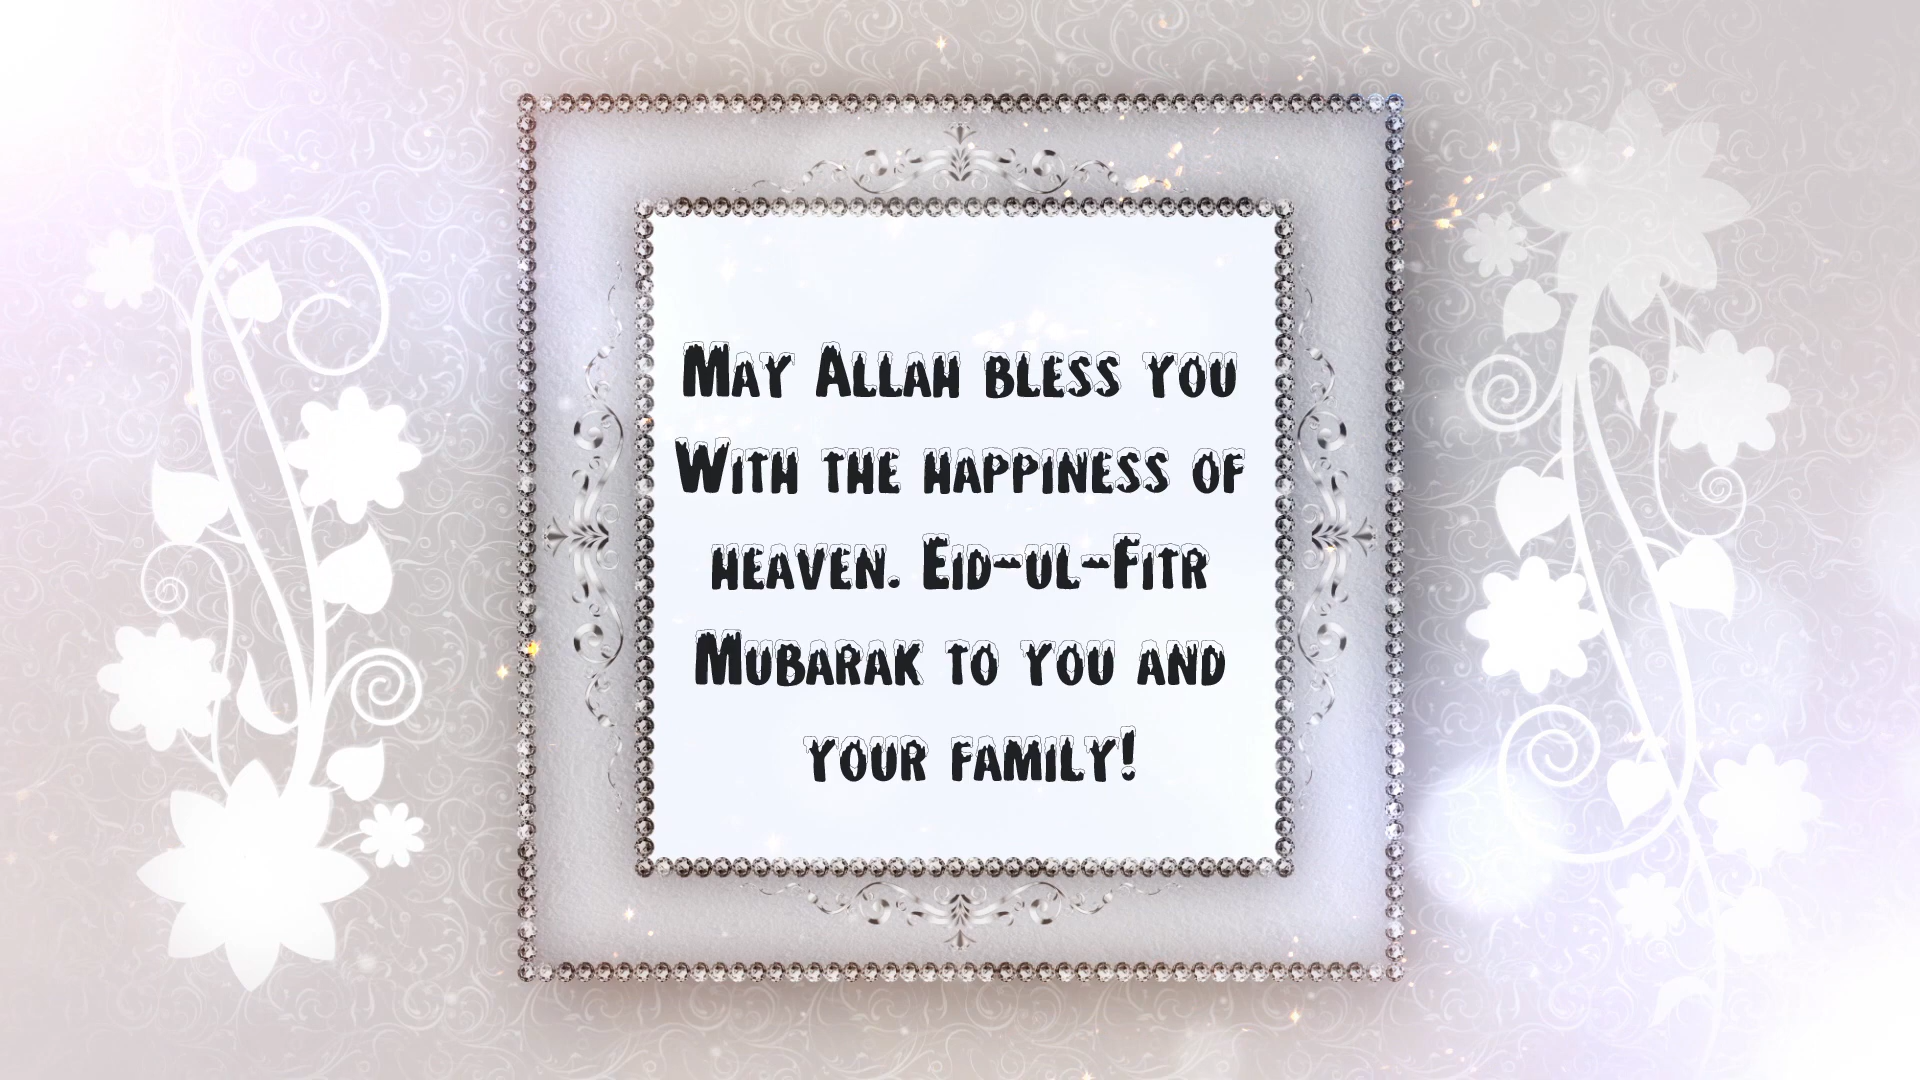 May Allah bless you
With the happiness of
heaven. Eid-ul-Fitr
Mubarak to you and
your family!